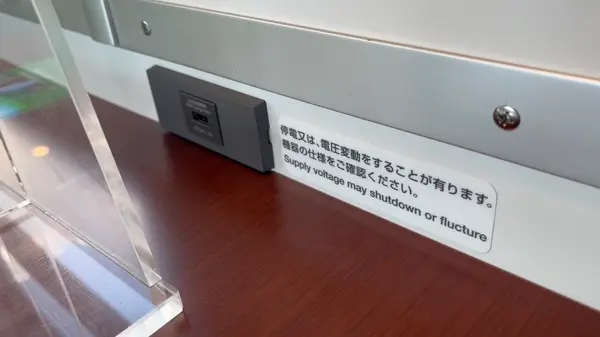 停電又は、電圧変動をすることが有ります。
機器の仕様をご確認ください。
Supply voltage may shutdown or flucture